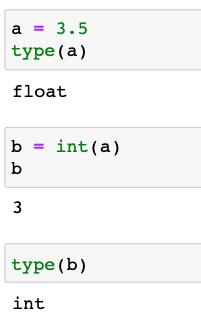 a = 3.5
type(a)
float
b = int(a)
b
3
type(b)
int